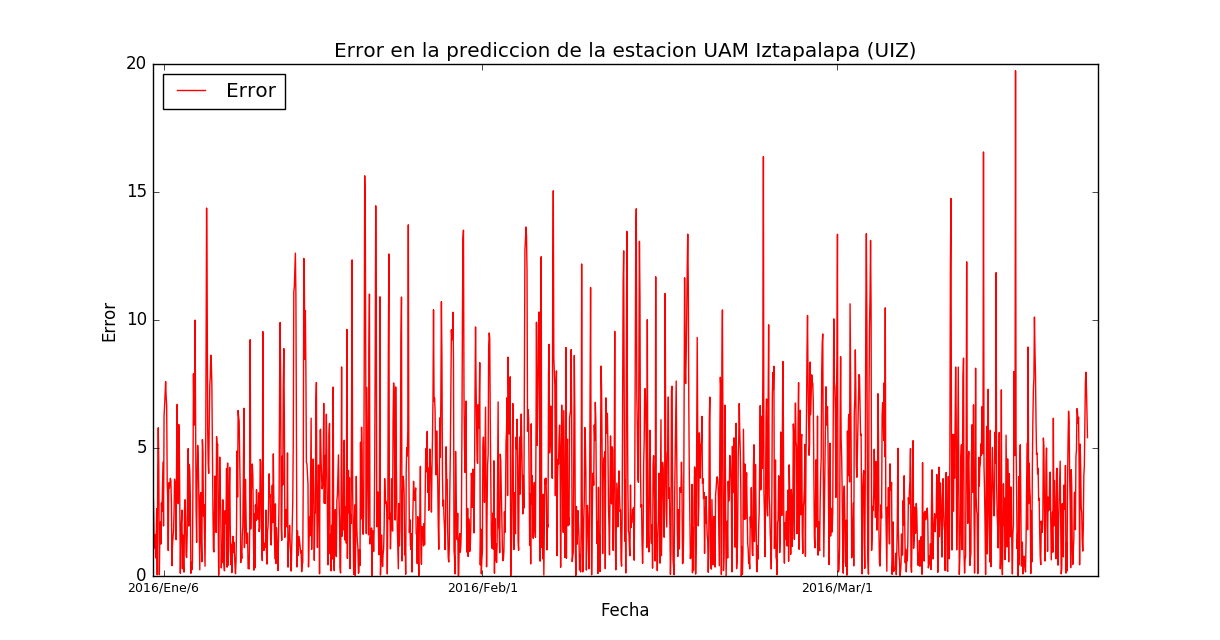 Error en la prediccion de la estacion UAM Iztapalapa (UIZ)
20
Error
15
10
Error
5
0
2016/Ene/6 2016/Feb/1 2016/Mar/1
Fecha